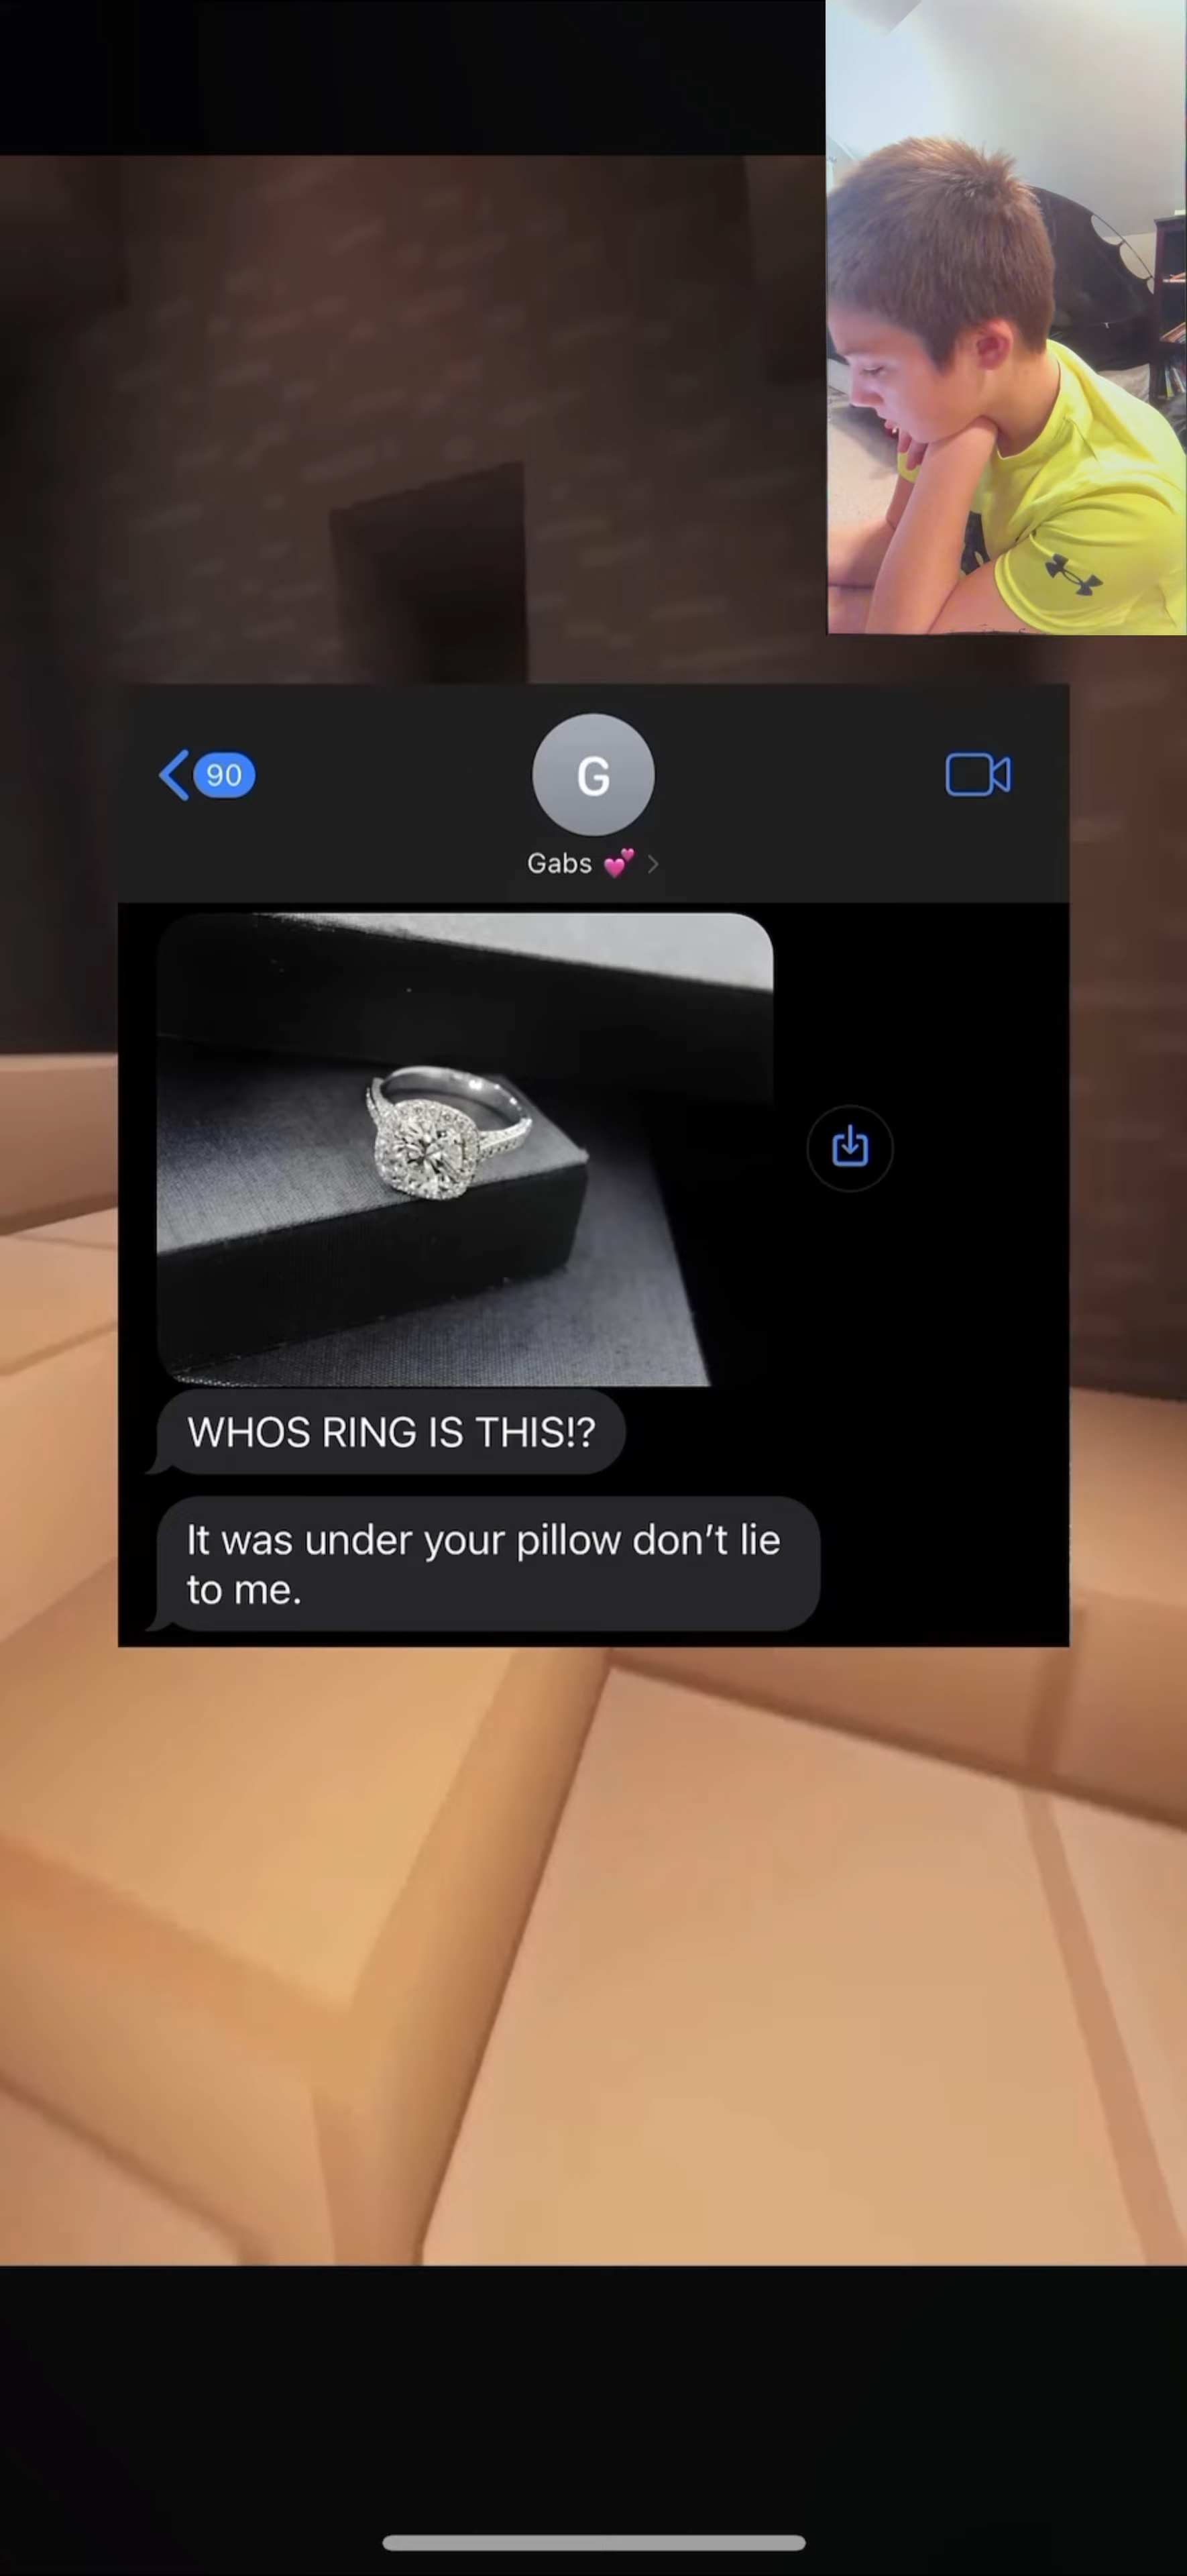 90
G
Gabs 💕
WHOS RING IS THIS!?
It was under your pillow don’t lie
to me.